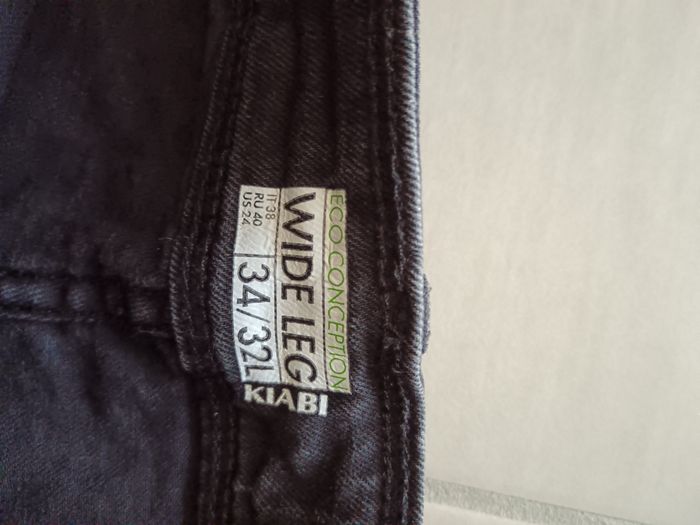 ECO CONCEPTION
WIDE LEG
IT 38
RU 40
US 24
34/32L
KIABI